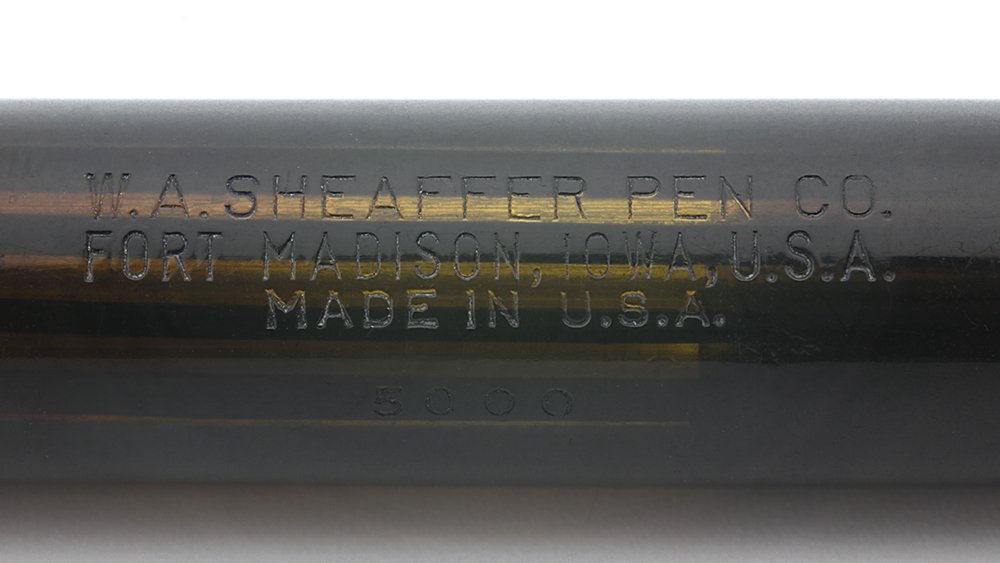 W.A. SHEAFFER PEN CO.
FORT MADISON, IOWA, U.S.A.
MADE IN U.S.A.
5000